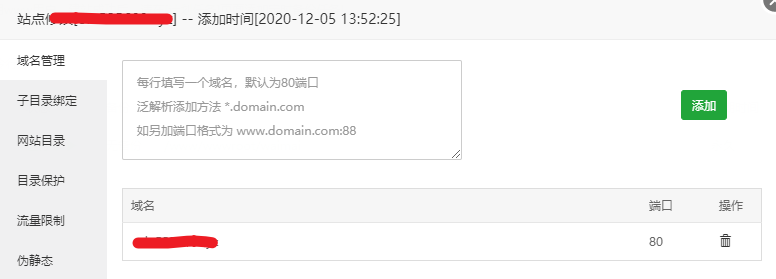 站点修改[] -- 添加时间[2020-12-05 13:52:25]
域名管理
子目录绑定
网站目录
目录保护
流量限制
伪静态
每行填写一个域名，默认为80端口
泛解析添加方法 *.domain.com
如另加端口格式为 www.domain.com:88
添加
域名 端口 操作
80